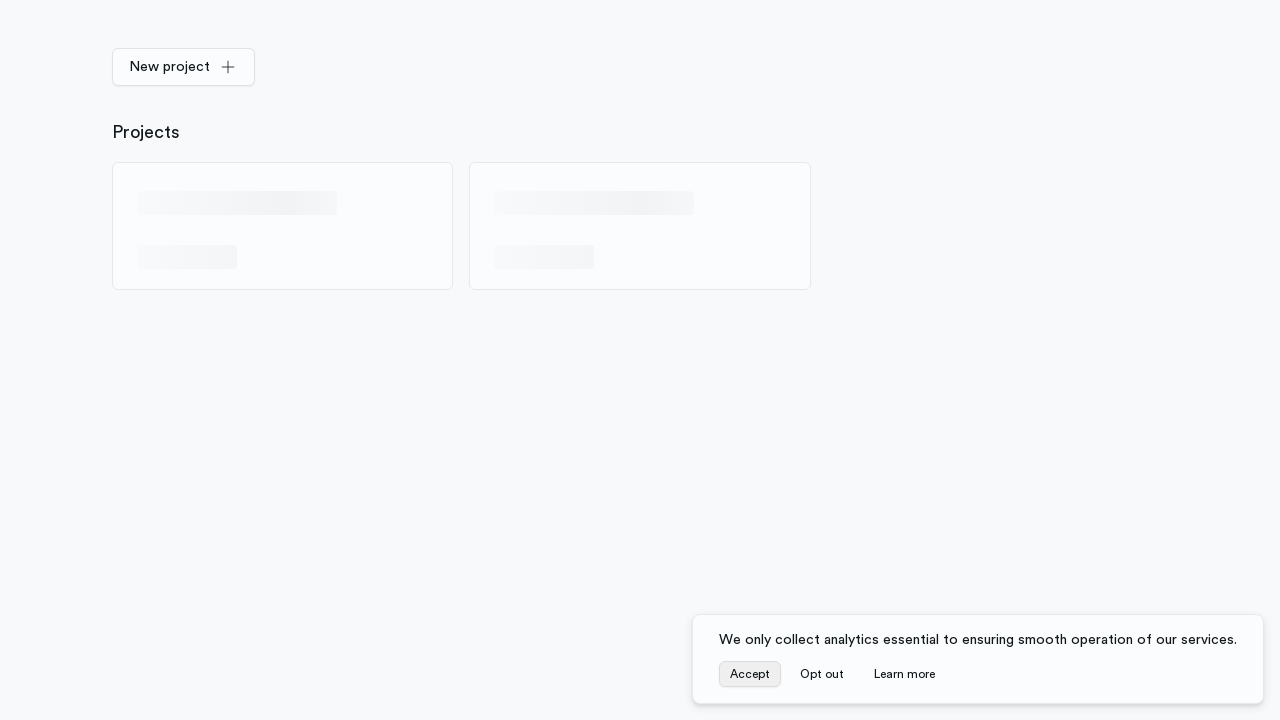 New project
Projects
We only collect analytics essential to ensuring smooth operation of our services.
Accept Opt out Learn more